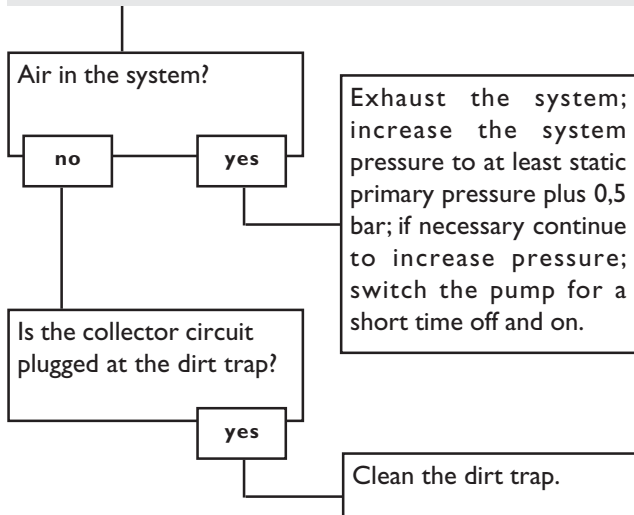 Air in the system?
no
yes
Exhaust the system;
increase the system
pressure to at least static
primary pressure plus 0,5
bar; if necessary continue
to increase pressure;
switch the pump for a
short time off and on.
Is the collector circuit
plugged at the dirt trap?
yes
Clean the dirt trap.